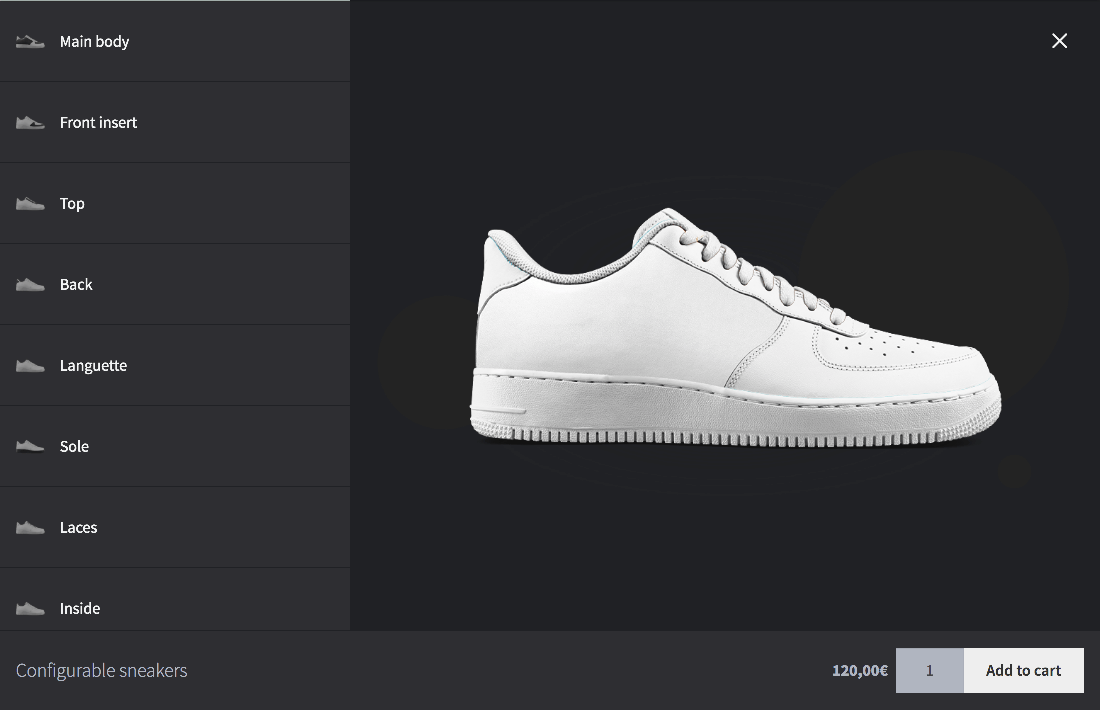 Main body
Front insert
Top
Back
Languette
Sole
Laces
Inside
Configurable sneakers
120,00€
1
Add to cart